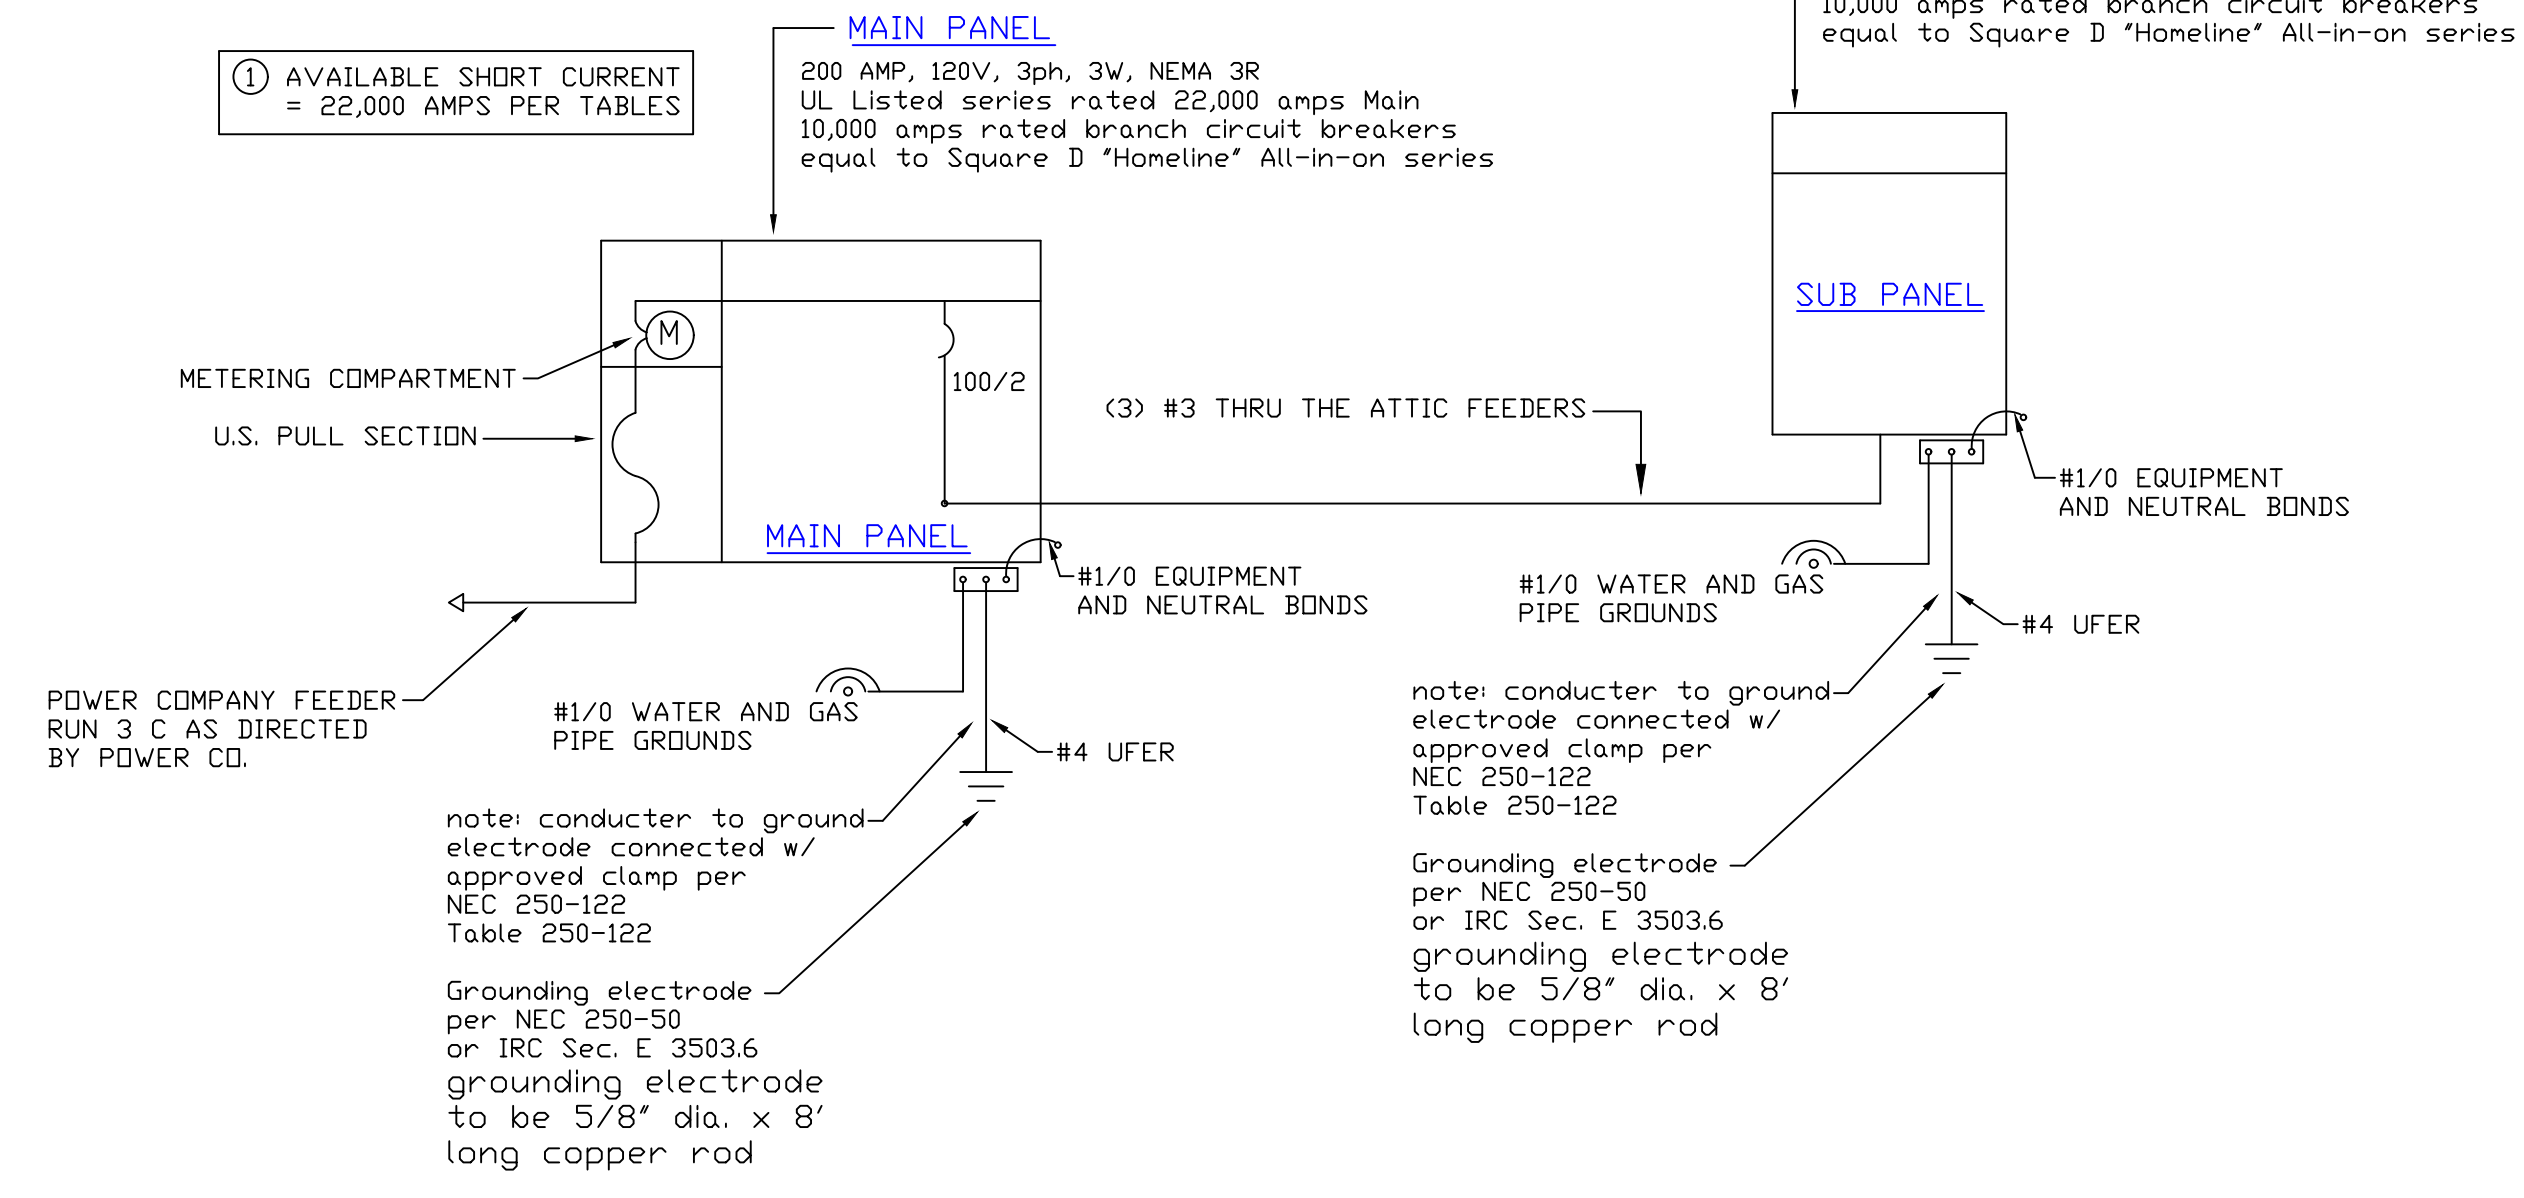 MAIN PANEL
200 AMP, 120V, 3ph, 3W, NEMA 3R
UL Listed series rated 22,000 amps Main
10,000 amps rated branch circuit breakers
equal to Square D "Homeline" All-in-on series
1 AVAILABLE SHORT CURRENT
= 22,000 AMPS PER TABLES
10,000 amps rated branch circuit breakers
equal to Square D "Homeline" All-in-on series
M
METERING COMPARTMENT
U.S. PULL SECTION
100/2
MAIN PANEL
(3) #3 THRU THE ATTIC FEEDERS
SUB PANEL
#1/0 EQUIPMENT
AND NEUTRAL BONDS
#1/0 EQUIPMENT
AND NEUTRAL BONDS
POWER COMPANY FEEDER
RUN 3 C AS DIRECTED
BY POWER CO.
#1/0 WATER AND GAS
PIPE GROUNDS
#4 UFER
note: conducter to ground
electrode connected w/
approved clamp per
NEC 250-122
Table 250-122
Grounding electrode
per NEC 250-50
or IRC Sec. E 3503.6
grounding electrode
to be 5/8" dia. x 8'
long copper rod
#1/0 WATER AND GAS
PIPE GROUNDS
#4 UFER
note: conducter to ground
electrode connected w/
approved clamp per
NEC 250-122
Table 250-122
Grounding electrode
per NEC 250-50
or IRC Sec. E 3503.6
grounding electrode
to be 5/8" dia. x 8'
long copper rod